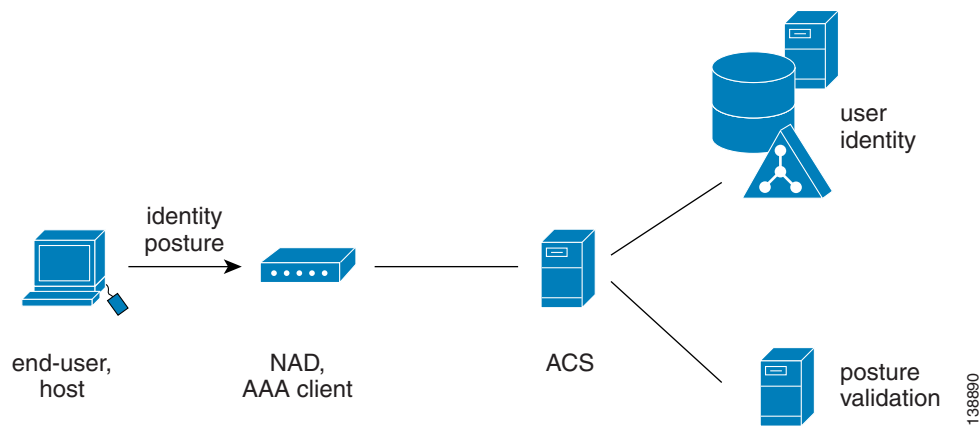 user
identity
identity
posture
end-user,
host
NAD,
AAA client
ACS
posture
validation
138890